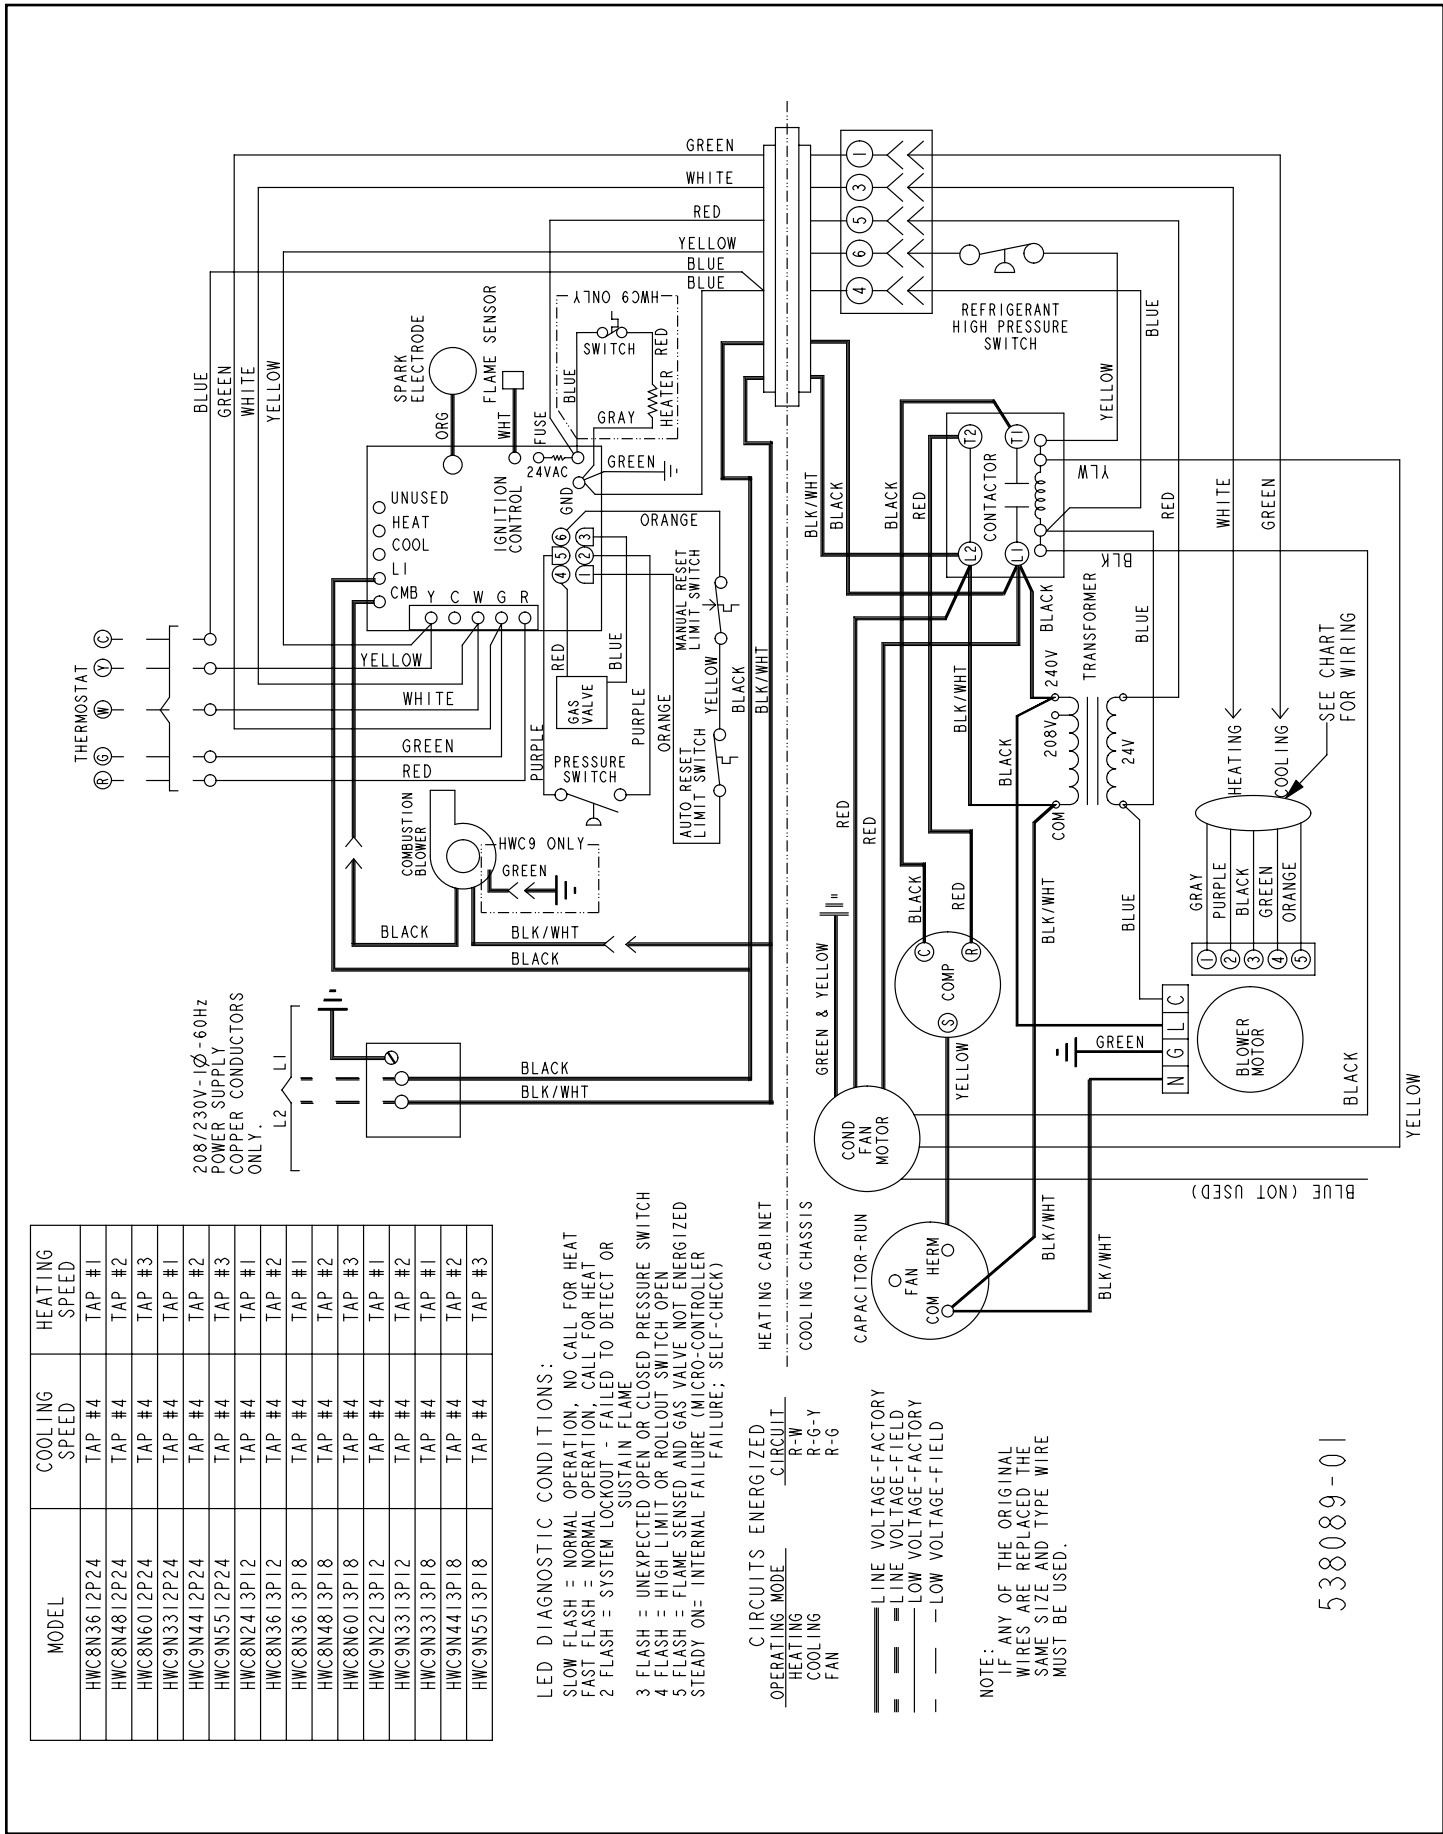 MODEL COOLING SPEED HEATING SPEED
HWC8N3612P24 TAP #4 TAP #1
HWC8N4812P24 TAP #4 TAP #2
HWC8N6012P24 TAP #4 TAP #3
HWC9N3312P24 TAP #4 TAP #1
HWC9N4412P24 TAP #4 TAP #2
HWC9N5512P24 TAP #4 TAP #3
HWC8N2413P12 TAP #4 TAP #1
HWC8N3613P12 TAP #4 TAP #2
HWC8N3613P18 TAP #4 TAP #1
HWC8N4813P18 TAP #4 TAP #2
HWC8N6013P18 TAP #4 TAP #3
HWC9N2213P12 TAP #4 TAP #1
HWC9N3313P12 TAP #4 TAP #2
HWC9N3313P18 TAP #4 TAP #1
HWC9N4413P18 TAP #4 TAP #2
HWC9N5513P18 TAP #4 TAP #3
LED DIAGNOSTIC CONDITIONS:
SLOW FLASH = NORMAL OPERATION, NO CALL FOR HEAT
FAST FLASH = NORMAL OPERATION, CALL FOR HEAT
2 FLASH = SYSTEM LOCKOUT - FAILED TO DETECT OR
SUSTAIN FLAME
3 FLASH = UNEXPECTED OPEN OR CLOSED PRESSURE SWITCH
4 FLASH = HIGH LIMIT OR ROLLOUT SWITCH OPEN
5 FLASH = FLAME SENSED AND GAS VALVE NOT ENERGIZED
STEADY ON= INTERNAL FAILURE (MICRO-CONTROLLER
FAILURE; SELF-CHECK)
CIRCUITS ENERGIZED
OPERATING MODE CIRCUIT
HEATING R-W
COOLING R-G-Y
FAN R-G
LINE VOLTAGE-FACTORY
LINE VOLTAGE-FIELD
LOW VOLTAGE-FACTORY
LOW VOLTAGE-FIELD
NOTE:
IF ANY OF THE ORIGINAL
WIRES ARE REPLACED THE
SAME SIZE AND TYPE WIRE
MUST BE USED.
538089-01
208/230V-1Ø-60Hz
POWER SUPPLY
COPPER CONDUCTORS
ONLY.
L2 L1
BLACK
BLK/WHT
THERMOSTAT
R G W Y C
BLUE
GREEN
WHITE
YELLOW
YELLOW
WHITE
GREEN
RED
COMBUSTION
BLOWER
HWC9 ONLY
GREEN
BLACK
BLK/WHT
BLACK
UNUSED
HEAT
COOL
L1
CMB
Y C W G R
IGNITION
CONTROL
SPARK
ELECTRODE
ORG
FLAME SENSOR
WHT
FUSE
24VAC
GND
GREEN
HWC9 ONLY
SWITCH
BLUE
RED
GRAY
HEATER
4 5 6
1 2 3
RED
GAS
VALVE
BLUE
PURPLE
PRESSURE
SWITCH
PURPLE
ORANGE
ORANGE
AUTO RESET
LIMIT SWITCH
YELLOW
MANUAL RESET
LIMIT SWITCH
BLACK
BLK/WHT
GREEN
WHITE
RED
YELLOW
BLUE
BLUE
1
3
5
6
4
REFRIGERANT
HIGH PRESSURE
SWITCH
HEATING CABINET
COOLING CHASSIS
BLK/WHT
BLACK
BLACK
RED
CONTACTOR
L2 T2
L1 T1
YLW
BLK
YELLOW
BLUE
RED
WHITE
GREEN
RED
RED
BLK/WHT
BLACK
BLACK
COM 208V 240V
TRANSFORMER
24V
BLUE
BLUE
HEATING
COOLING
SEE CHART
FOR WIRING
GRAY
PURPLE
BLACK
GREEN
ORANGE
1 2 3 4 5
N G L C
BLOWER
MOTOR
GREEN
BLACK
RED
C
R
S
COMP
YELLOW
GREEN & YELLOW
COND
FAN
MOTOR
CAPACITOR-RUN
FAN
COM HERM
BLK/WHT
BLK/WHT
BLK/WHT
BLUE (NOT USED)
BLACK
YELLOW